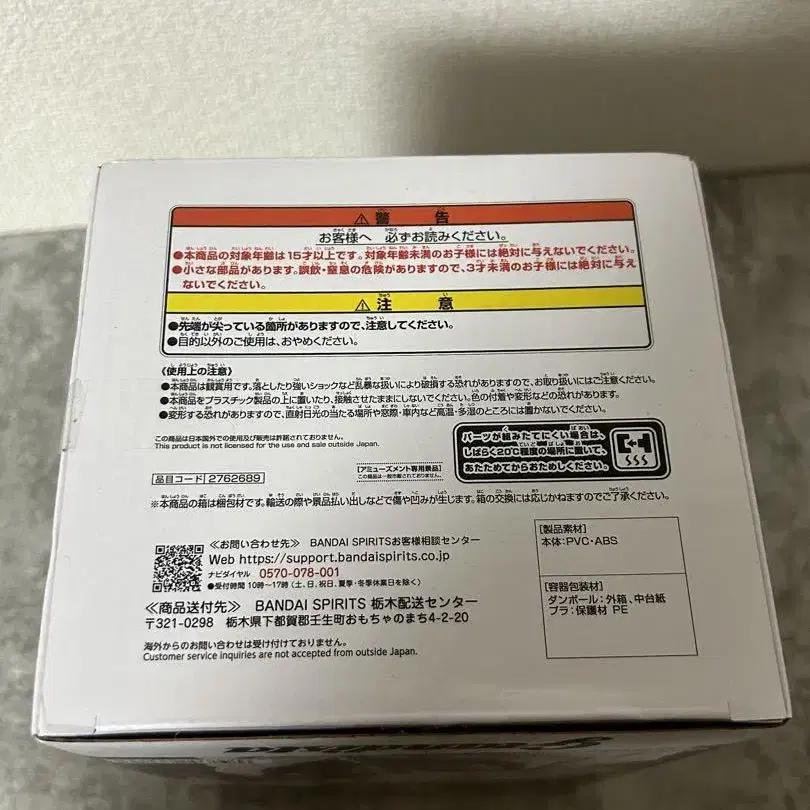 ⚠警告
お客様へ 必ずお読みください。
●本商品の対象年齢は15才以上です。対象年齢未満のお子様には絶対に与えないでください。
●小さな部品があります。誤飲・窒息の危険がありますので、3才未満のお子様には絶対に与え
ないでください。
⚠注意
●先端が尖っている箇所がありますので、注意してください。
●目的以外のご使用は、おやめください。
《使用上の注意》
●本商品は観賞用です。落としたり強いショックなど乱暴な扱いにより破損する恐れがありますので、お取り扱いにはご注意ください。
●本商品をプラスチック製品の上に置いたり、接触させたままにしないでください。色の付着や変形などの恐れがあります。
●変形する恐れがありますので、直射日光の当たる場所や窓際・車内など高温・多湿のところには置かないでください。
この商品は日本国外での使用及び販売は許諾されておりません。
This product is not licensed for the use and sale outside Japan.
パーツが組みたてにくい場合は、
しばらく20℃程度の場所に置いて、
あたためてからおためしください。
品目コード 2762689
[アミューズメント専用景品]
この商品は一般市販されておりません。
※本商品の箱は梱包材です。輸送の際や景品払い出しなどで傷や凹みが生じます。箱の交換には応じかねますのでご了承ください。
≪お問い合わせ先≫ BANDAI SPIRITSお客様相談センター
Web https://support.bandaispirits.co.jp
ナビダイヤル 0570-078-001
●受付時間 10時~17時 (土、日、祝日、夏季・冬季休業日を除く)
≪商品送付先≫ BANDAI SPIRITS 栃木配送センター
〒321-0298 栃木県下都賀郡壬生町おもちゃのまち4-2-20
海外からのお問い合わせは受け付けておりません。
Customer service inquiries are not accepted from outside Japan.
[製品素材]
本体:PVC・ABS
[容器包装材]
ダンボール:外箱、中台紙
プラ:保護材 PE
Grandista